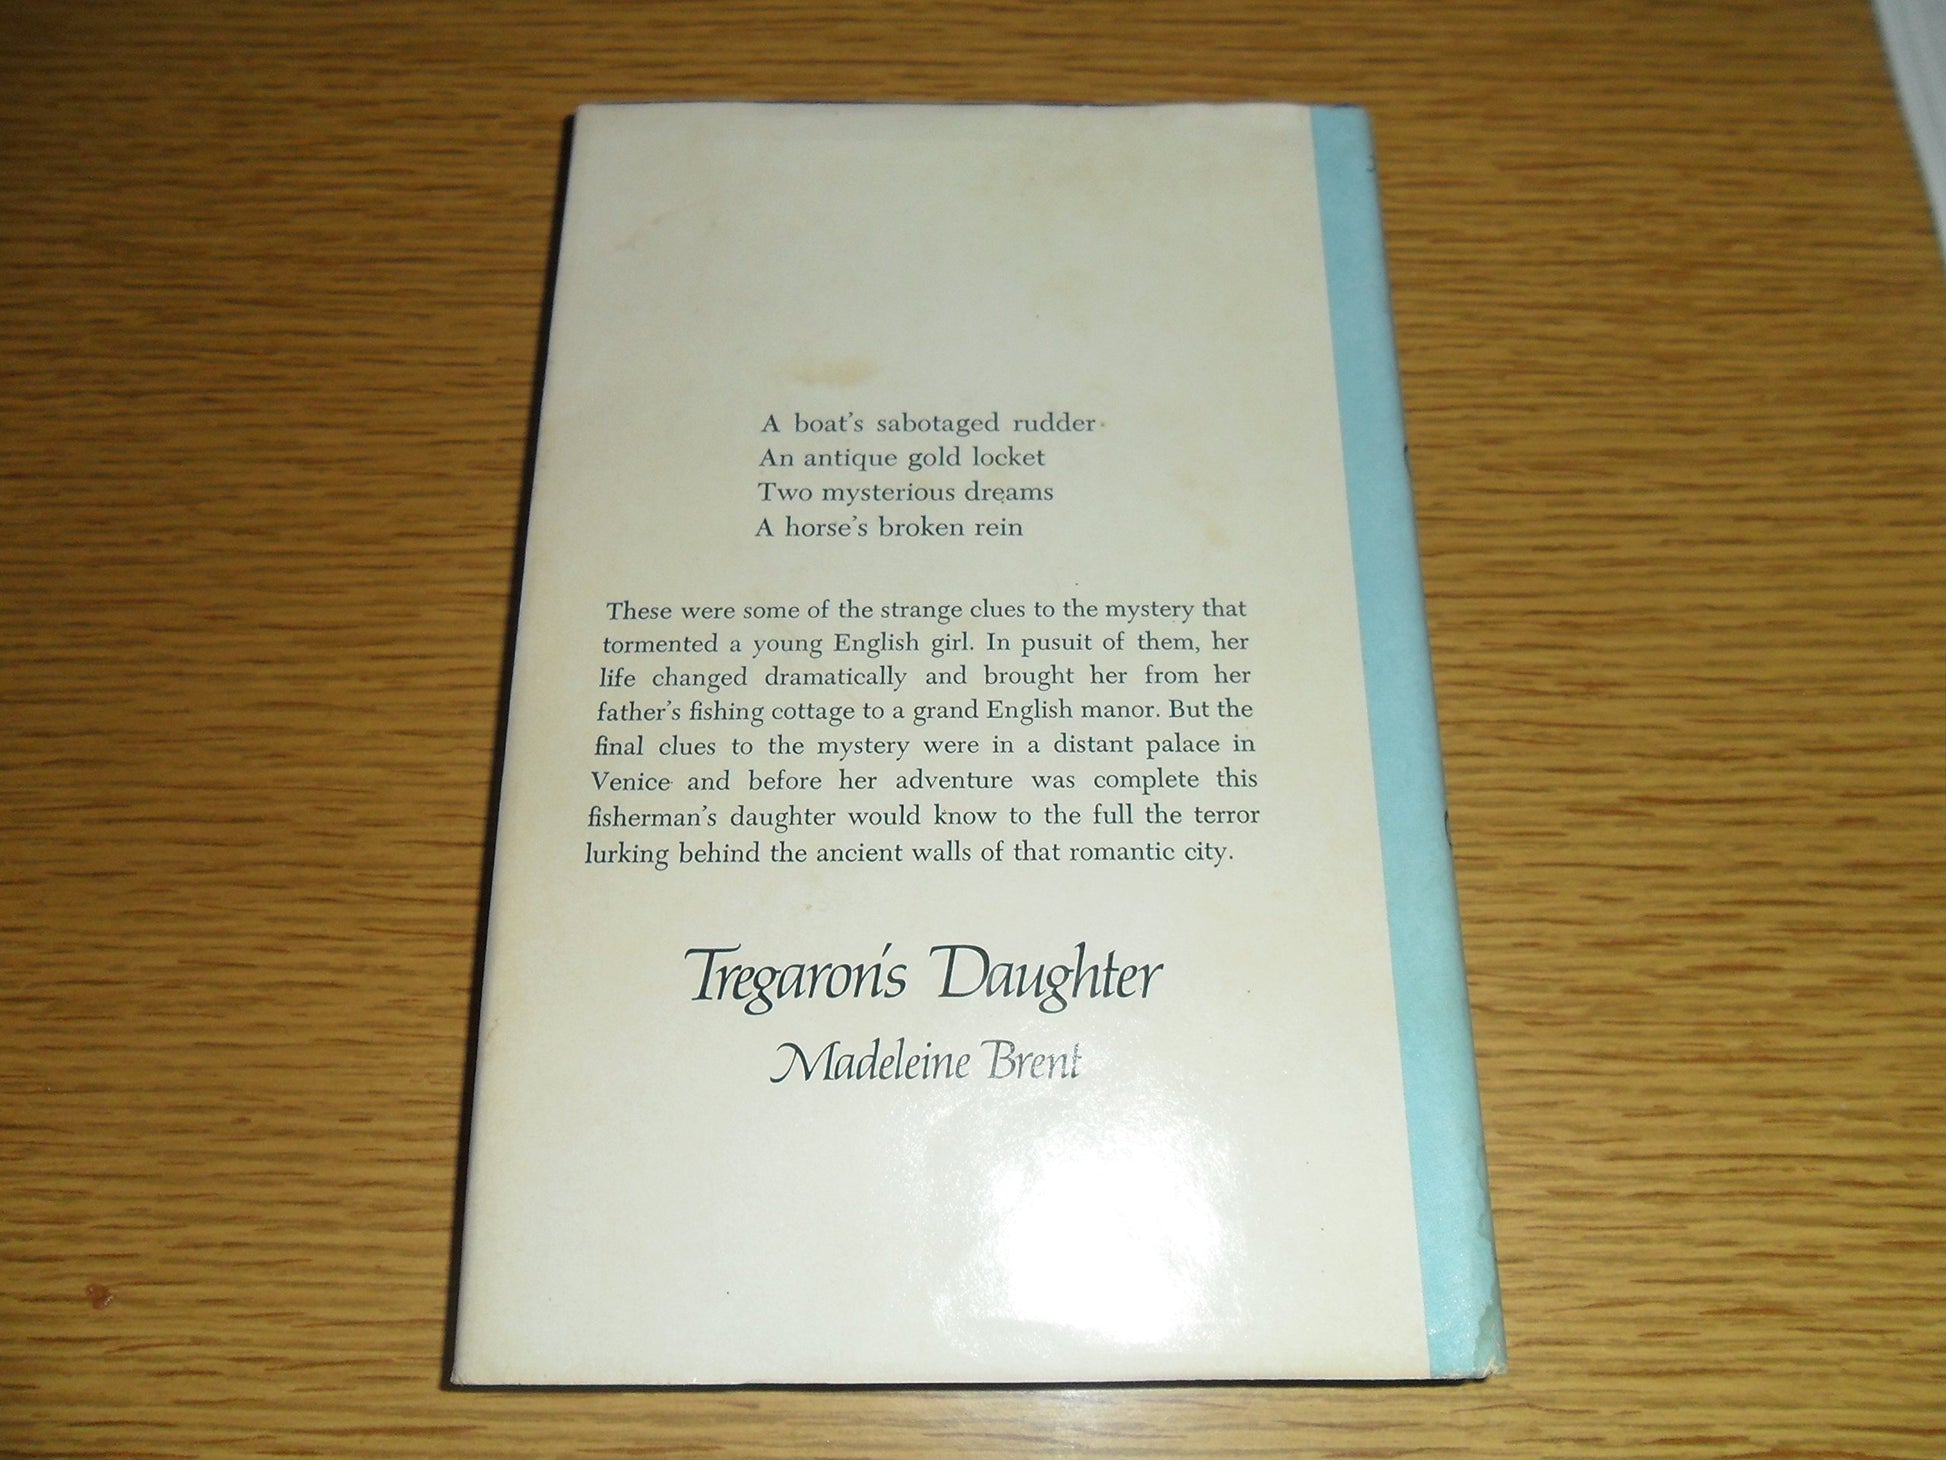 A boat's sabotaged rudder
An antique gold locket
Two mysterious dreams
A horse's broken rein
These were some of the strange clues to the mystery that
tormented a young English girl. In pusuit of them, her
life changed dramatically and brought her from her
father's fishing cottage to a grand English manor. But the
final clues to the mystery were in a distant palace in
Venice and before her adventure was complete this
fisherman's daughter would know to the full the terror
lurking behind the ancient walls of that romantic city.
Tregaron's Daughter
Madeleine Brent